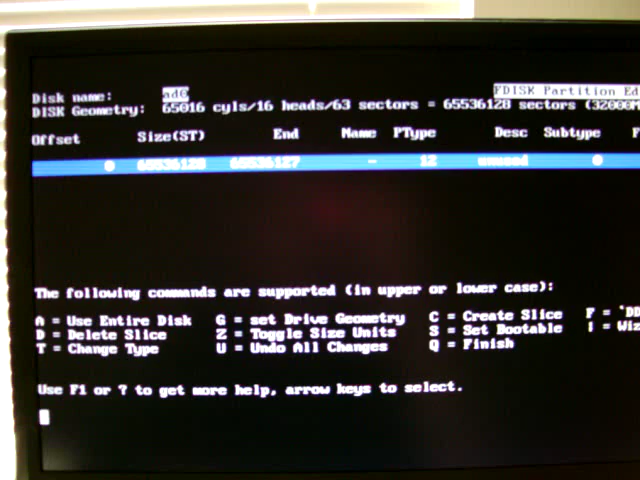 Disk name: ad0 FDISK Partition Ed
DISK Geometry: 65016 cyls/16 heads/63 sectors = 65536128 sectors (32000M
Offset Size(ST) End Name PType Desc Subtype F
0 65536128 65536127 - 12 unused 0
The following commands are supported (in upper or lower case):
A = Use Entire Disk G = set Drive Geometry C = Create Slice F = `DD
D = Delete Slice Z = Toggle Size Units S = Set Bootable | = Wiz
T = Change Type U = Undo All Changes Q = Finish
Use F1 or ? to get more help, arrow keys to select.